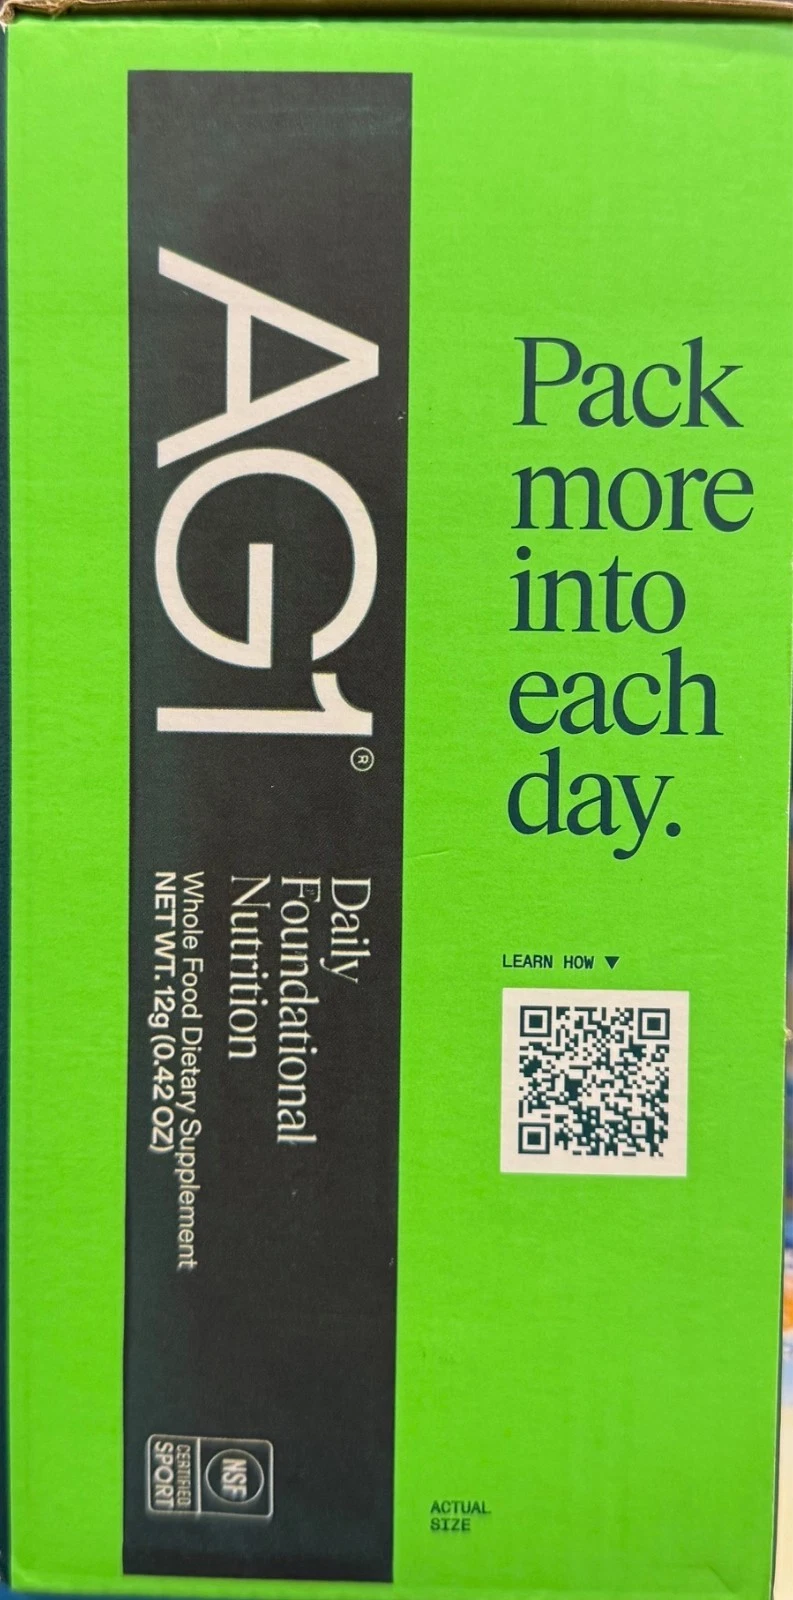 AG1®
Daily
Foundational
Nutrition
Whole Food Dietary Supplement
NET WT. 12g (0.42 OZ)
NSF
CERTIFIED
SPORT
Pack
more
into
each
day.
LEARN HOW ▼
ACTUAL
SIZE